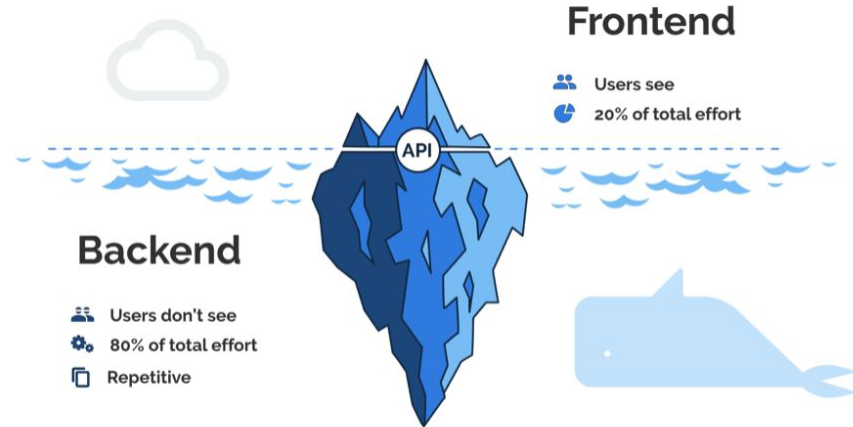 Frontend
Users see
20% of total effort
API
Backend
Users don't see
80% of total effort
Repetitive